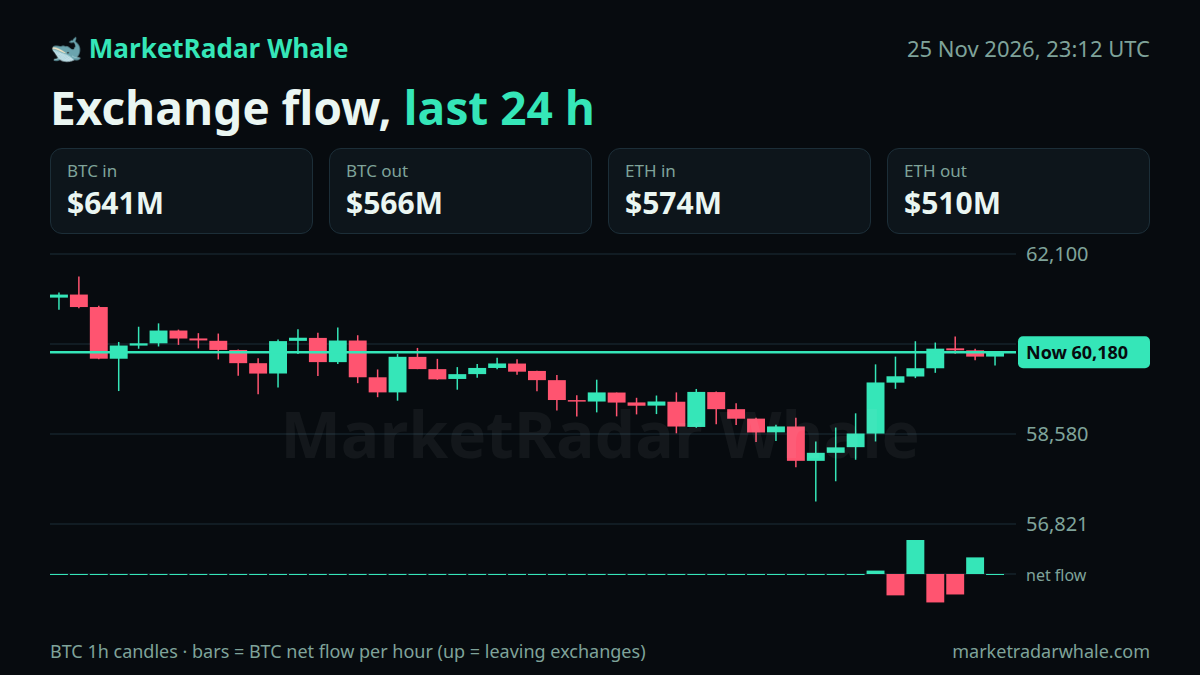 MarketRadar Whale
25 Nov 2026, 23:12 UTC
Exchange flow, last 24 h
BTC in
$641M
BTC out
$566M
ETH in
$574M
ETH out
$510M
62,100
Now 60,180
MarketRadar Whale
58,580
56,821
net flow
BTC 1h candles · bars = BTC net flow per hour (up = leaving exchanges)
marketradarwhale.com